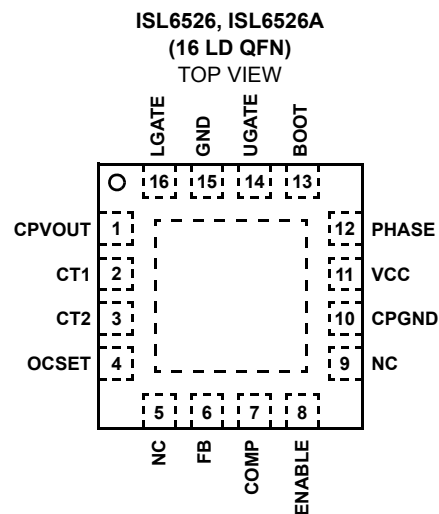 ISL6526, ISL6526A
(16 LD QFN)
TOP VIEW
LGATE
GND
UGATE
BOOT
16
15
14
13
CPVOUT
1
12
PHASE
CT1
2
11
VCC
CT2
3
10
CPGND
OCSET
4
9
NC
5
6
7
8
NC
FB
COMP
ENABLE